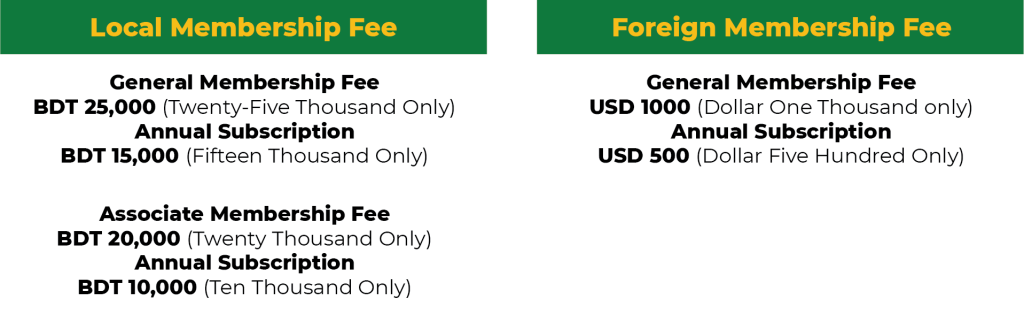 Local Membership Fee
General Membership Fee
BDT 25,000 (Twenty-Five Thousand Only)
Annual Subscription
BDT 15,000 (Fifteen Thousand Only)
Associate Membership Fee
BDT 20,000 (Twenty Thousand Only)
Annual Subscription
BDT 10,000 (Ten Thousand Only)
Foreign Membership Fee
General Membership Fee
USD 1000 (Dollar One Thousand only)
Annual Subscription
USD 500 (Dollar Five Hundred Only)